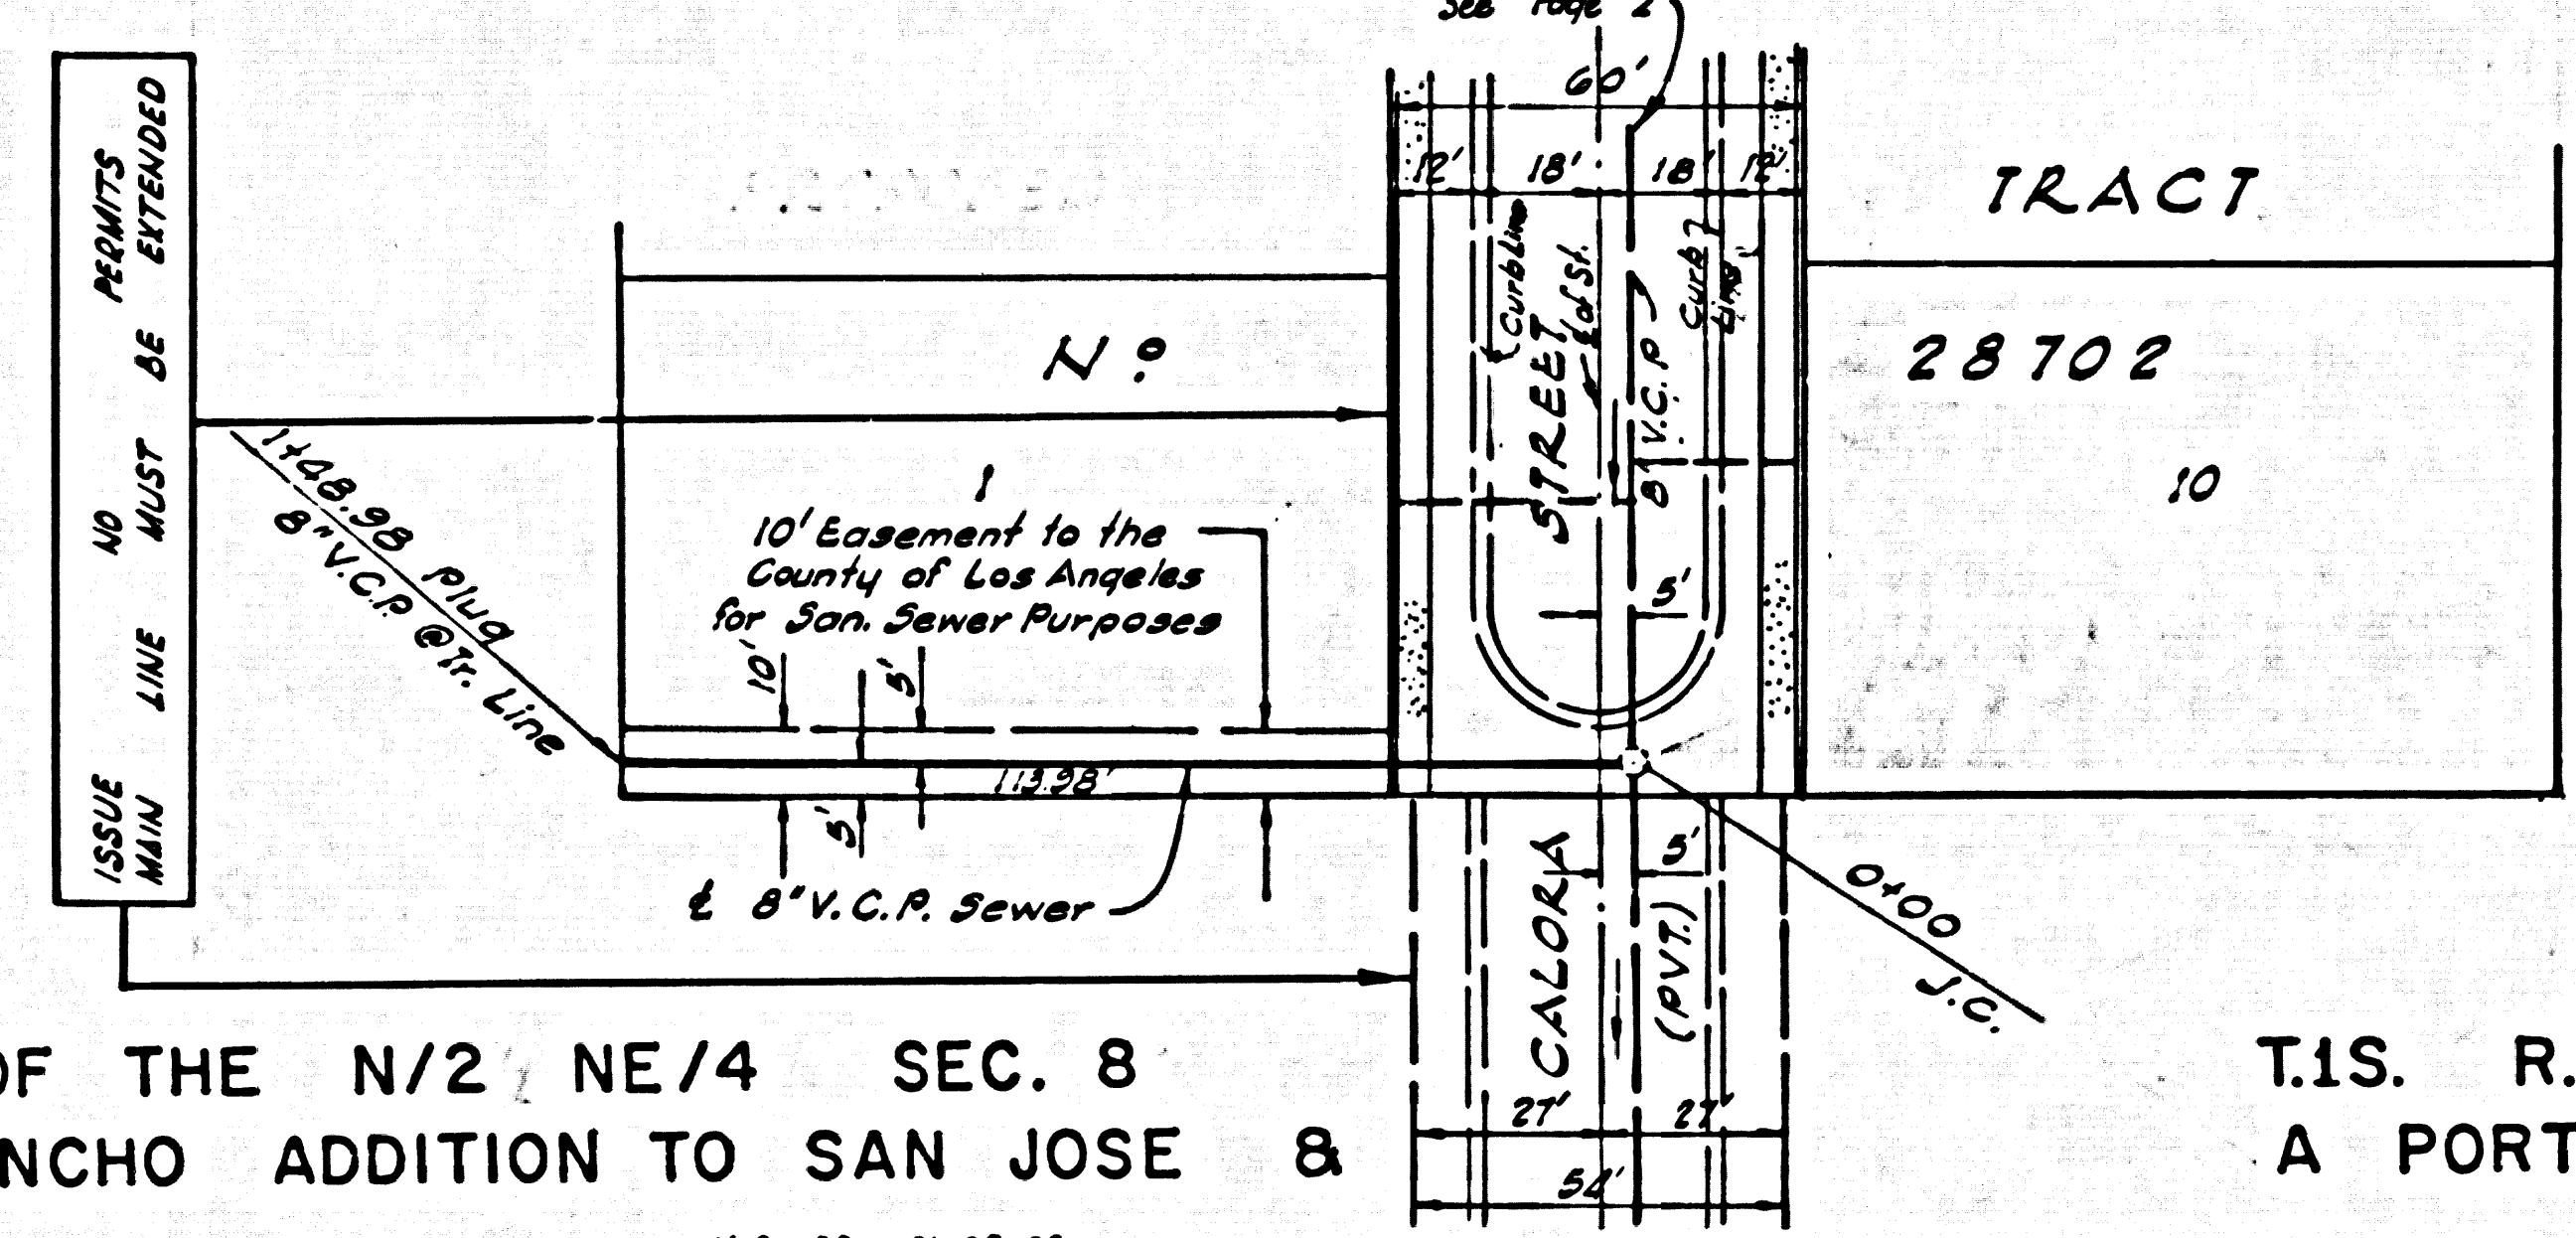 See Page 2
60'
12' 18' 18' 12'
TRACT
ISSUE NO PERMITS
MAIN LINE MUST BE EXTENDED
Curb Line
STREET
℄ of St.
8" V.C.P
Curb
Line
Nº
28702
1
10
1+48.98 Plug
8" V.C.P. @ Tr. Line
10' Easement to the
County of Los Angeles
for San. Sewer Purposes
5'
10'
5'
113.98'
5'
℄ 8" V.C.P. Sewer
CALORA
5'
(PVT.)
0+00
J.C.
OF THE N/2 NE/4 SEC. 8
T.1S. R.
27' 27'
NCHO ADDITION TO SAN JOSE &
A PORT
54'